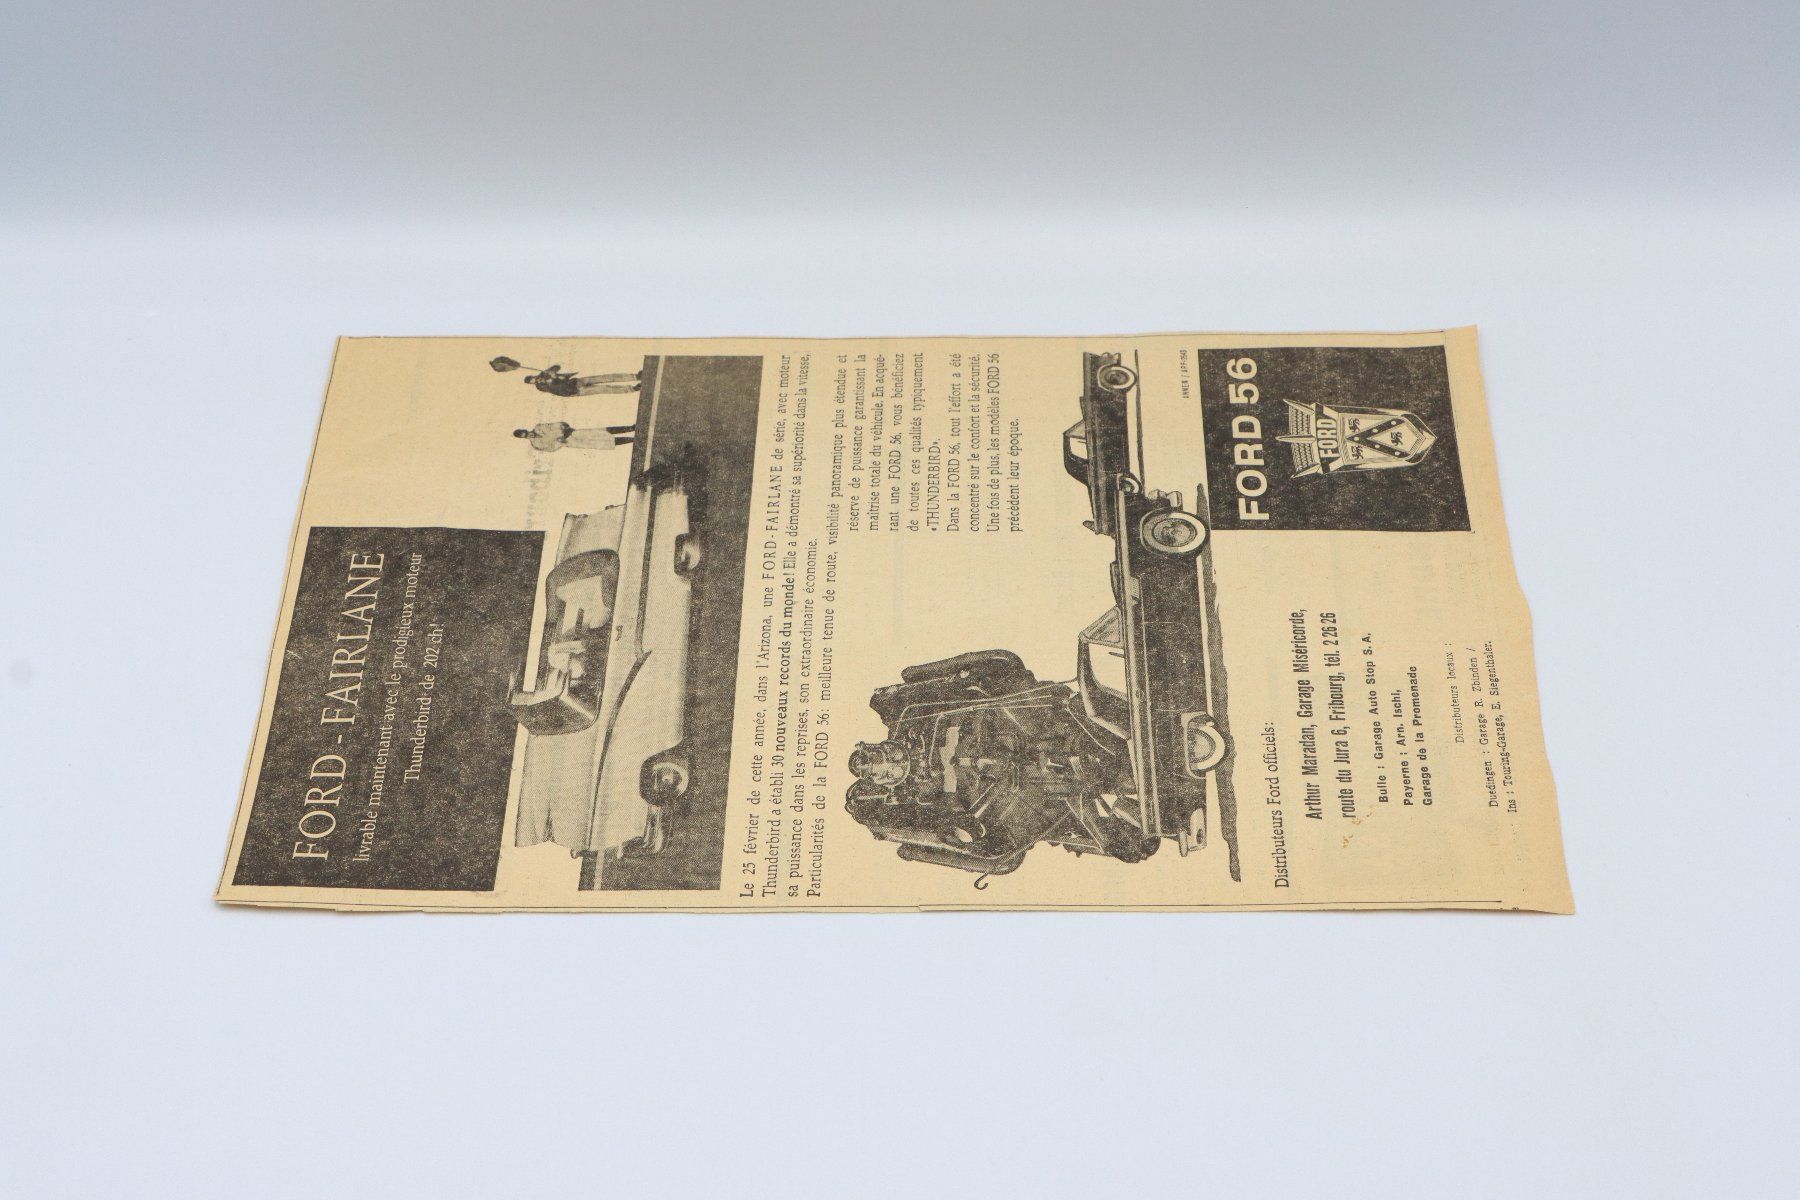 FORD-FAIRLANE
livrable maintenant avec le prodigieux moteur
Thunderbird de 202 ch!
Le 25 février de cette année, dans l'Arizona, une FORD-FAIRLANE de série, avec moteur
Thunderbird a établi 30 nouveaux records du monde! Elle a démontré sa supériorité dans la vitesse,
sa puissance dans les reprises, son extraordinaire économie.
Particularités de la FORD 56: meilleure tenue de route, visibilité panoramique plus étendue et
réserve de puissance garantissant la
maîtrise totale du véhicule. En acqué-
rant une FORD 56, vous bénéficiez
de toutes ces qualités typiquement
«THUNDERBIRD».
Dans la FORD 56, tout l'effort a été
concentré sur le confort et la sécurité.
Une fois de plus, les modèles FORD 56
précèdent leur époque.
ANNEN /
FORD 56
FORD
Distributeurs Ford officiels:
Arthur Maradan, Garage Miséricorde,
route du Jura 6, Fribourg, tél. 2 26 26
Bulle : Garage Auto Stop S. A.
Payerne : Arn. Ischi,
Garage de la Promenade
Distributeurs locaux :
Duedingen : Garage R. Zbinden /
Ins : Touring-Garage, E. Siegenthaler.